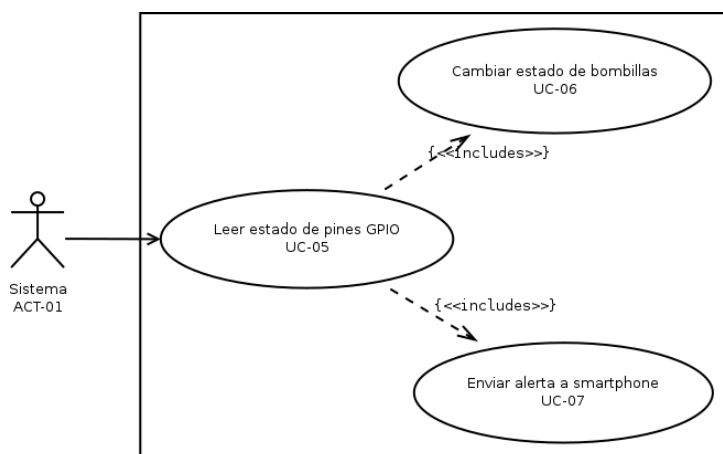 Cambiar estado de bombillas
UC-06
{<<includes>>}
Leer estado de pines GPIO
UC-05
Sistema
ACT-01
{<<includes>>}
Enviar alerta a smartphone
UC-07